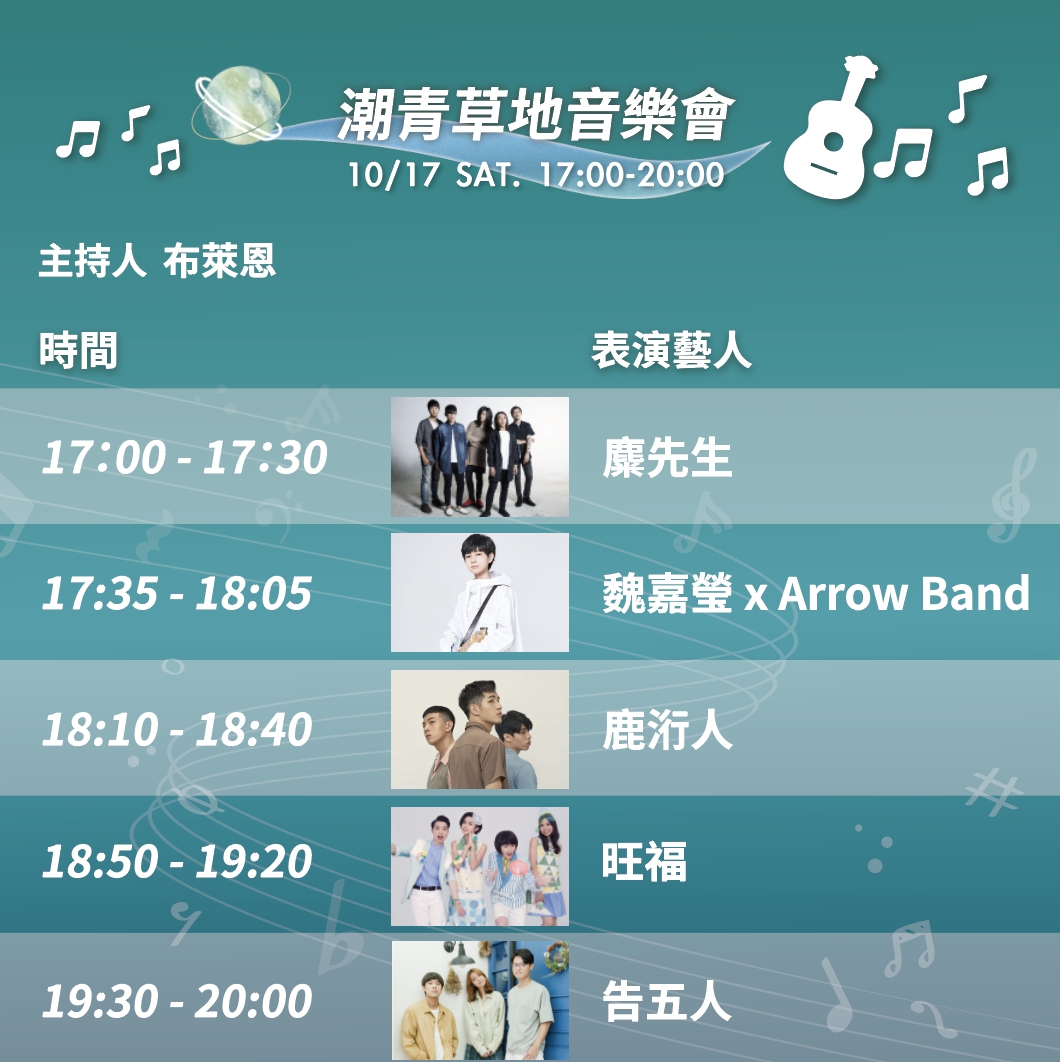 潮青草地音樂會
10/17 SAT. 17:00-20:00
主持人 布萊恩
時間 表演藝人
17:00 - 17:30 麋先生
17:35 - 18:05 魏嘉瑩 x Arrow Band
18:10 - 18:40 鹿洐人
18:50 - 19:20 旺福
19:30 - 20:00 告五人